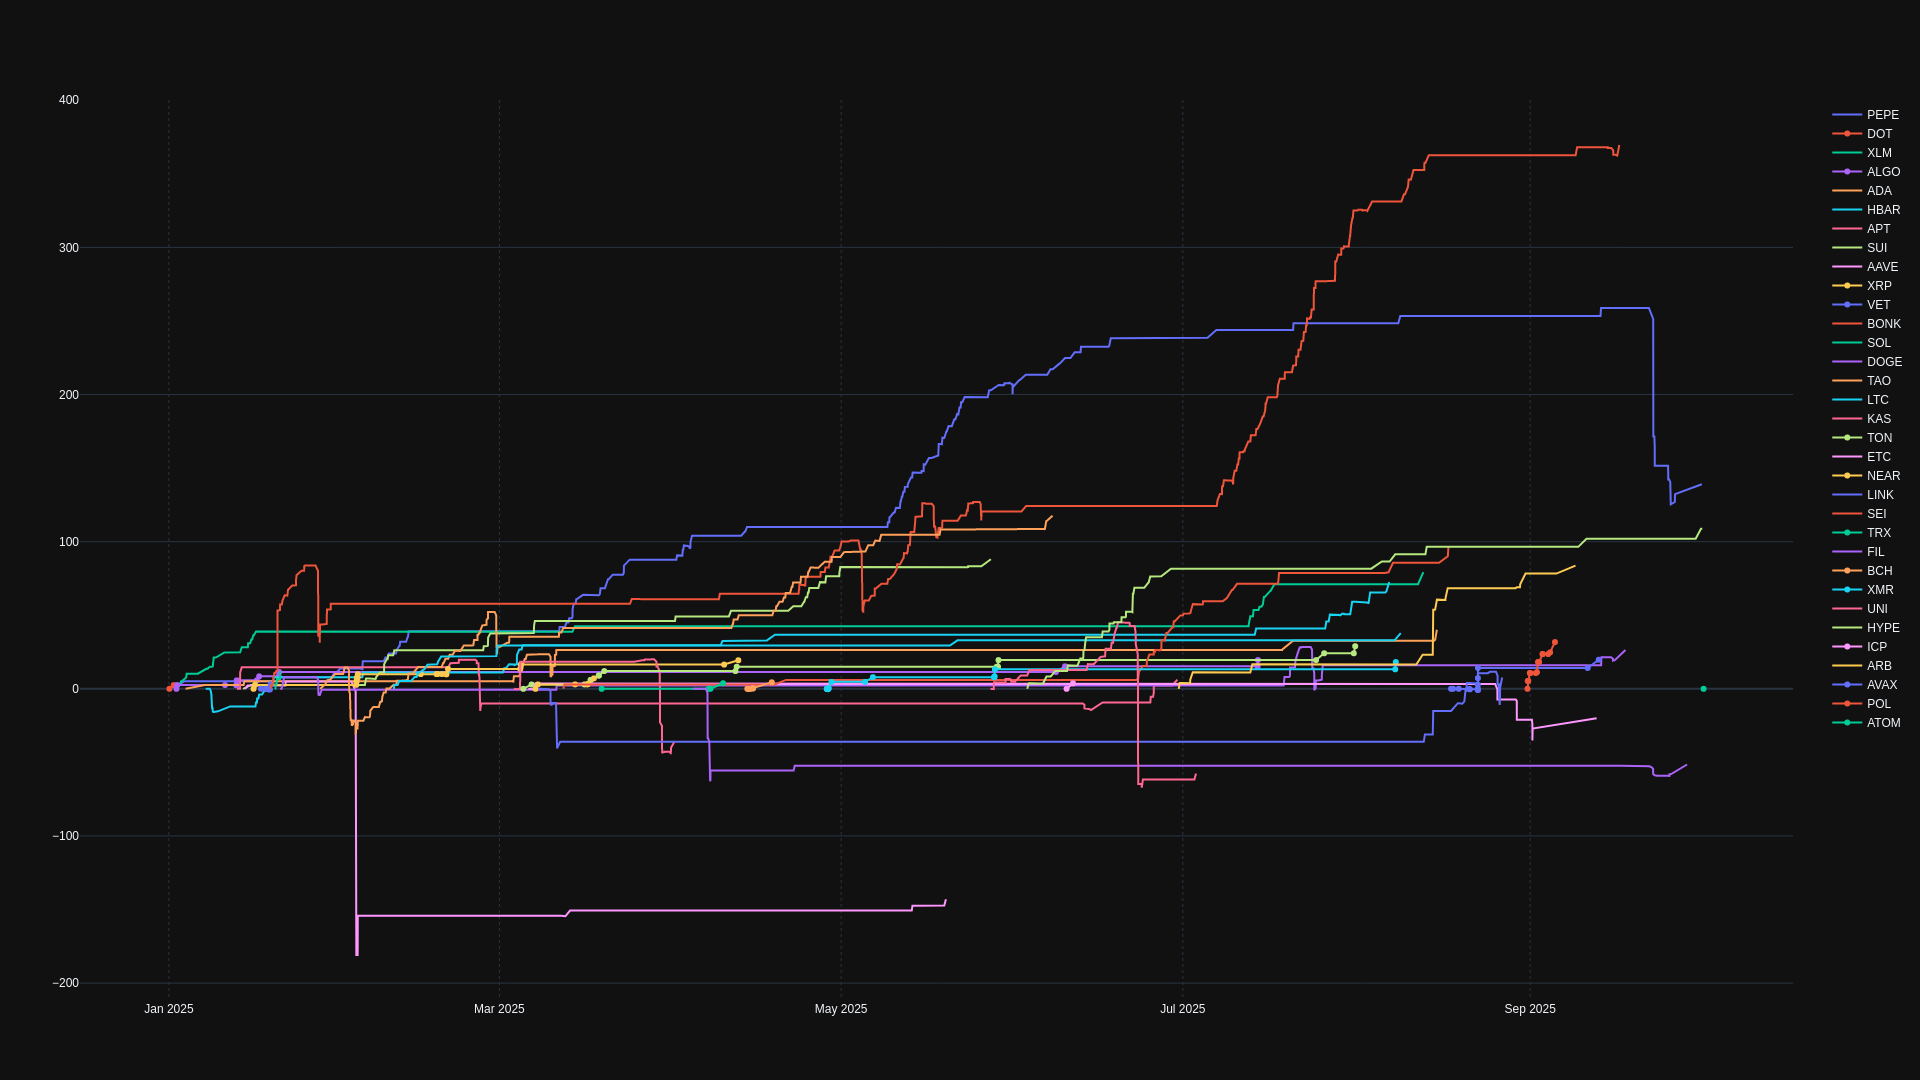 400
300
200
100
0
−100
−200
Jan 2025
Mar 2025
May 2025
Jul 2025
Sep 2025
PEPE
DOT
XLM
ALGO
ADA
HBAR
APT
SUI
AAVE
XRP
VET
BONK
SOL
DOGE
TAO
LTC
KAS
TON
ETC
NEAR
LINK
SEI
TRX
FIL
BCH
XMR
UNI
HYPE
ICP
ARB
AVAX
POL
ATOM